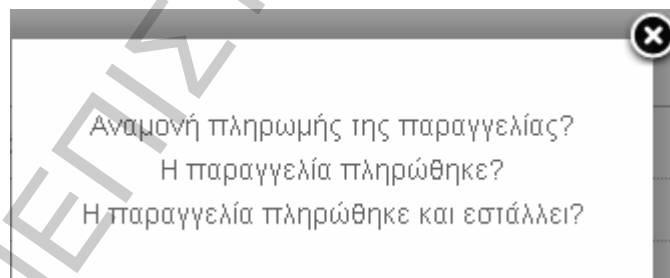 Αναμονή πληρωμής της παραγγελίας?
Η παραγγελία πληρώθηκε?
Η παραγγελία πληρώθηκε και εστάλλει?